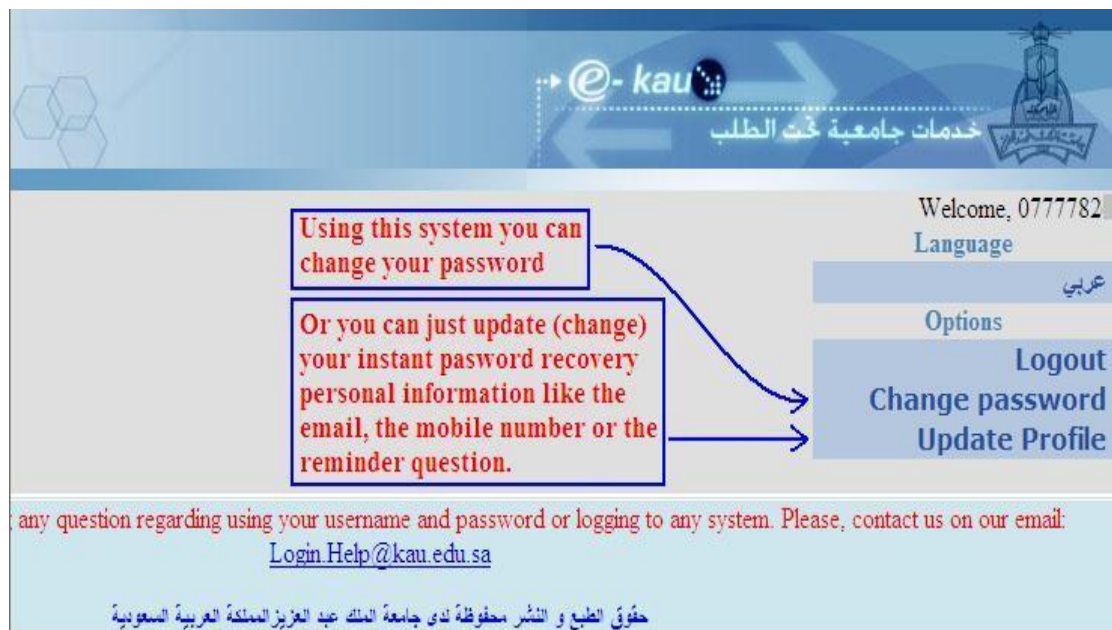 e- kau
خدمات جامعية تحت الطلب
Welcome, 0777782
Language
عربي
Options
Logout
Change password
Update Profile
Using this system you can
change your password
Or you can just update (change)
your instant pasword recovery
personal information like the
email, the mobile number or the
reminder question.
any question regarding using your username and password or logging to any system. Please, contact us on our email:
Login.Help@kau.edu.sa
حقوق الطبع و النشر محفوظة لدى جامعة الملك عبد العزيز المملكة العربية السعودية